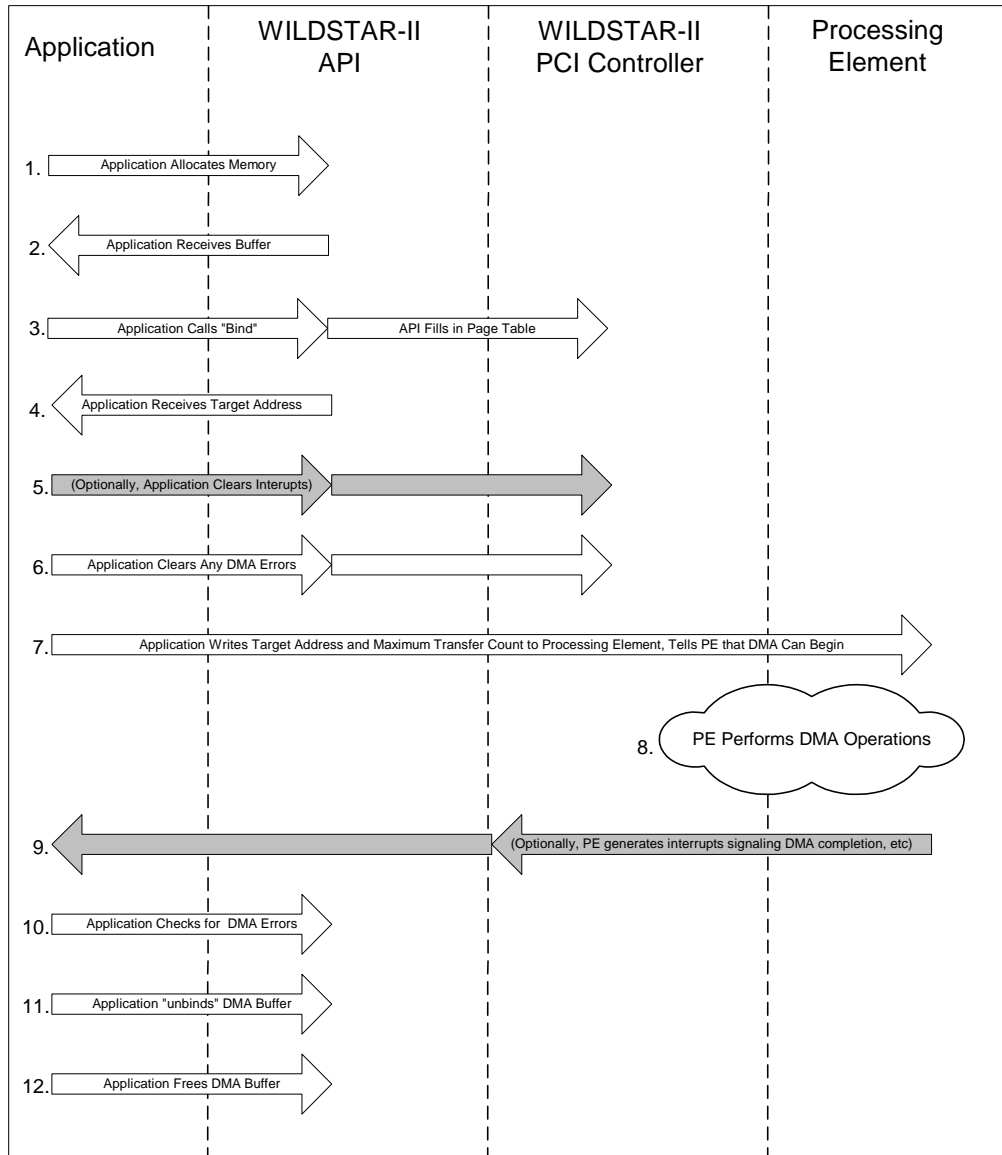 Application
WILDSTAR-II
API
WILDSTAR-II
PCI Controller
Processing
Element
1. Application Allocates Memory
2. Application Receives Buffer
3. Application Calls "Bind" API Fills in Page Table
4. Application Receives Target Address
5. (Optionally, Application Clears Interupts)
6. Application Clears Any DMA Errors
7. Application Writes Target Address and Maximum Transfer Count to Processing Element, Tells PE that DMA Can Begin
8. PE Performs DMA Operations
9. (Optionally, PE generates interrupts signaling DMA completion, etc)
10. Application Checks for DMA Errors
11. Application "unbinds" DMA Buffer
12. Application Frees DMA Buffer